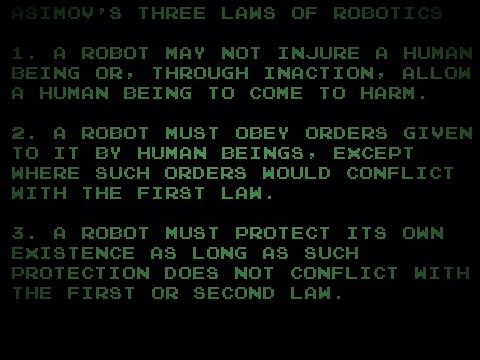 ASIMOV'S THREE LAWS OF ROBOTICS
1. A ROBOT MAY NOT INJURE A HUMAN
BEING OR, THROUGH INACTION, ALLOW
A HUMAN BEING TO COME TO HARM.
2. A ROBOT MUST OBEY ORDERS GIVEN
TO IT BY HUMAN BEINGS, EXCEPT
WHERE SUCH ORDERS WOULD CONFLICT
WITH THE FIRST LAW.
3. A ROBOT MUST PROTECT ITS OWN
EXISTENCE AS LONG AS SUCH
PROTECTION DOES NOT CONFLICT WITH
THE FIRST OR SECOND LAW.